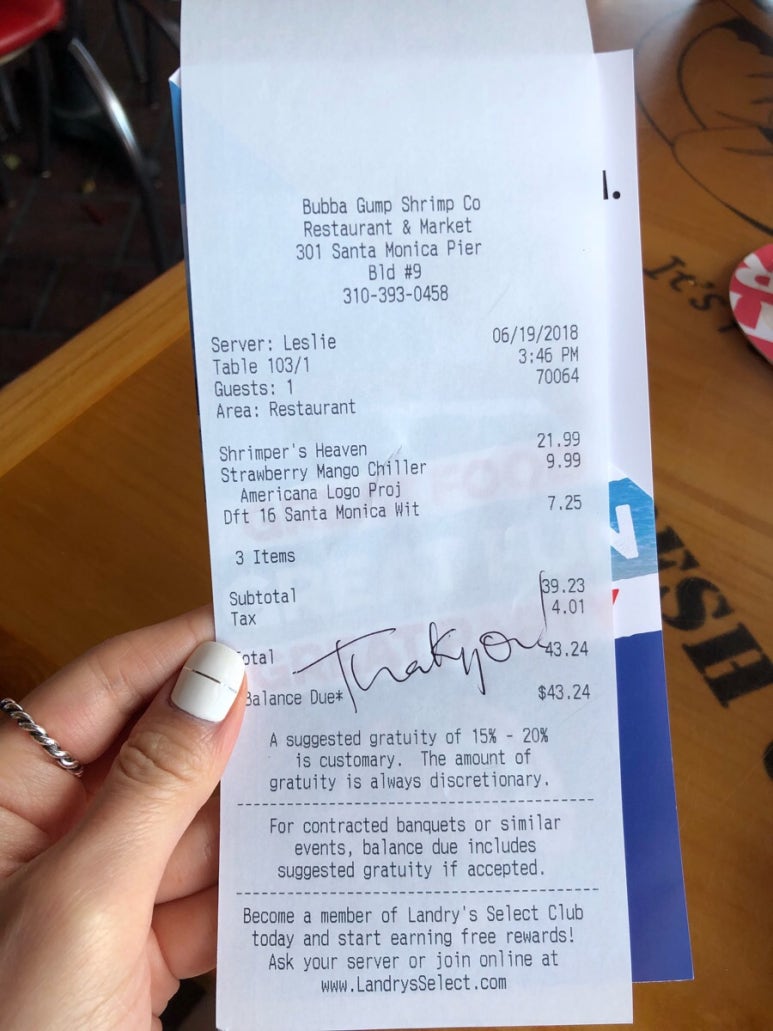 Bubba Gump Shrimp Co
Restaurant & Market
301 Santa Monica Pier
Bld #9
310-393-0458
Server: Leslie 06/19/2018
Table 103/1 3:46 PM
Guests: 1 70064
Area: Restaurant
Shrimper's Heaven 21.99
Strawberry Mango Chiller 9.99
Americana Logo Proj
Dft 16 Santa Monica Wit 7.25
3 Items
Subtotal 39.23
Tax 4.01
otal 43.24
Thank you
Balance Due* $43.24
A suggested gratuity of 15% - 20%
is customary. The amount of
gratuity is always discretionary.
For contracted banquets or similar
events, balance due includes
suggested gratuity if accepted.
Become a member of Landry's Select Club
today and start earning free rewards!
Ask your server or join online at
www.LandrysSelect.com
It's
ESH